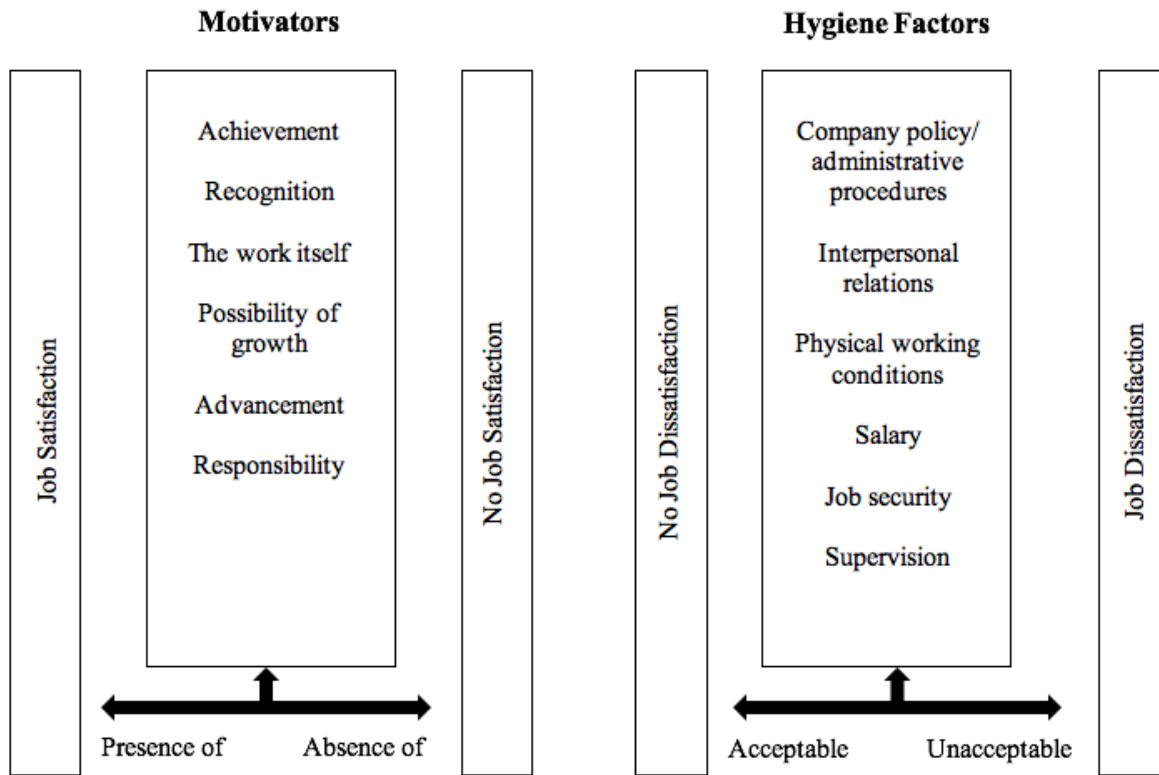 Motivators
Job Satisfaction
Achievement
Recognition
The work itself
Possibility of
growth
Advancement
Responsibility
No Job Satisfaction
Presence of
Absence of
Hygiene Factors
No Job Dissatisfaction
Company policy/
administrative
procedures
Interpersonal
relations
Physical working
conditions
Salary
Job security
Supervision
Job Dissatisfaction
Acceptable
Unacceptable